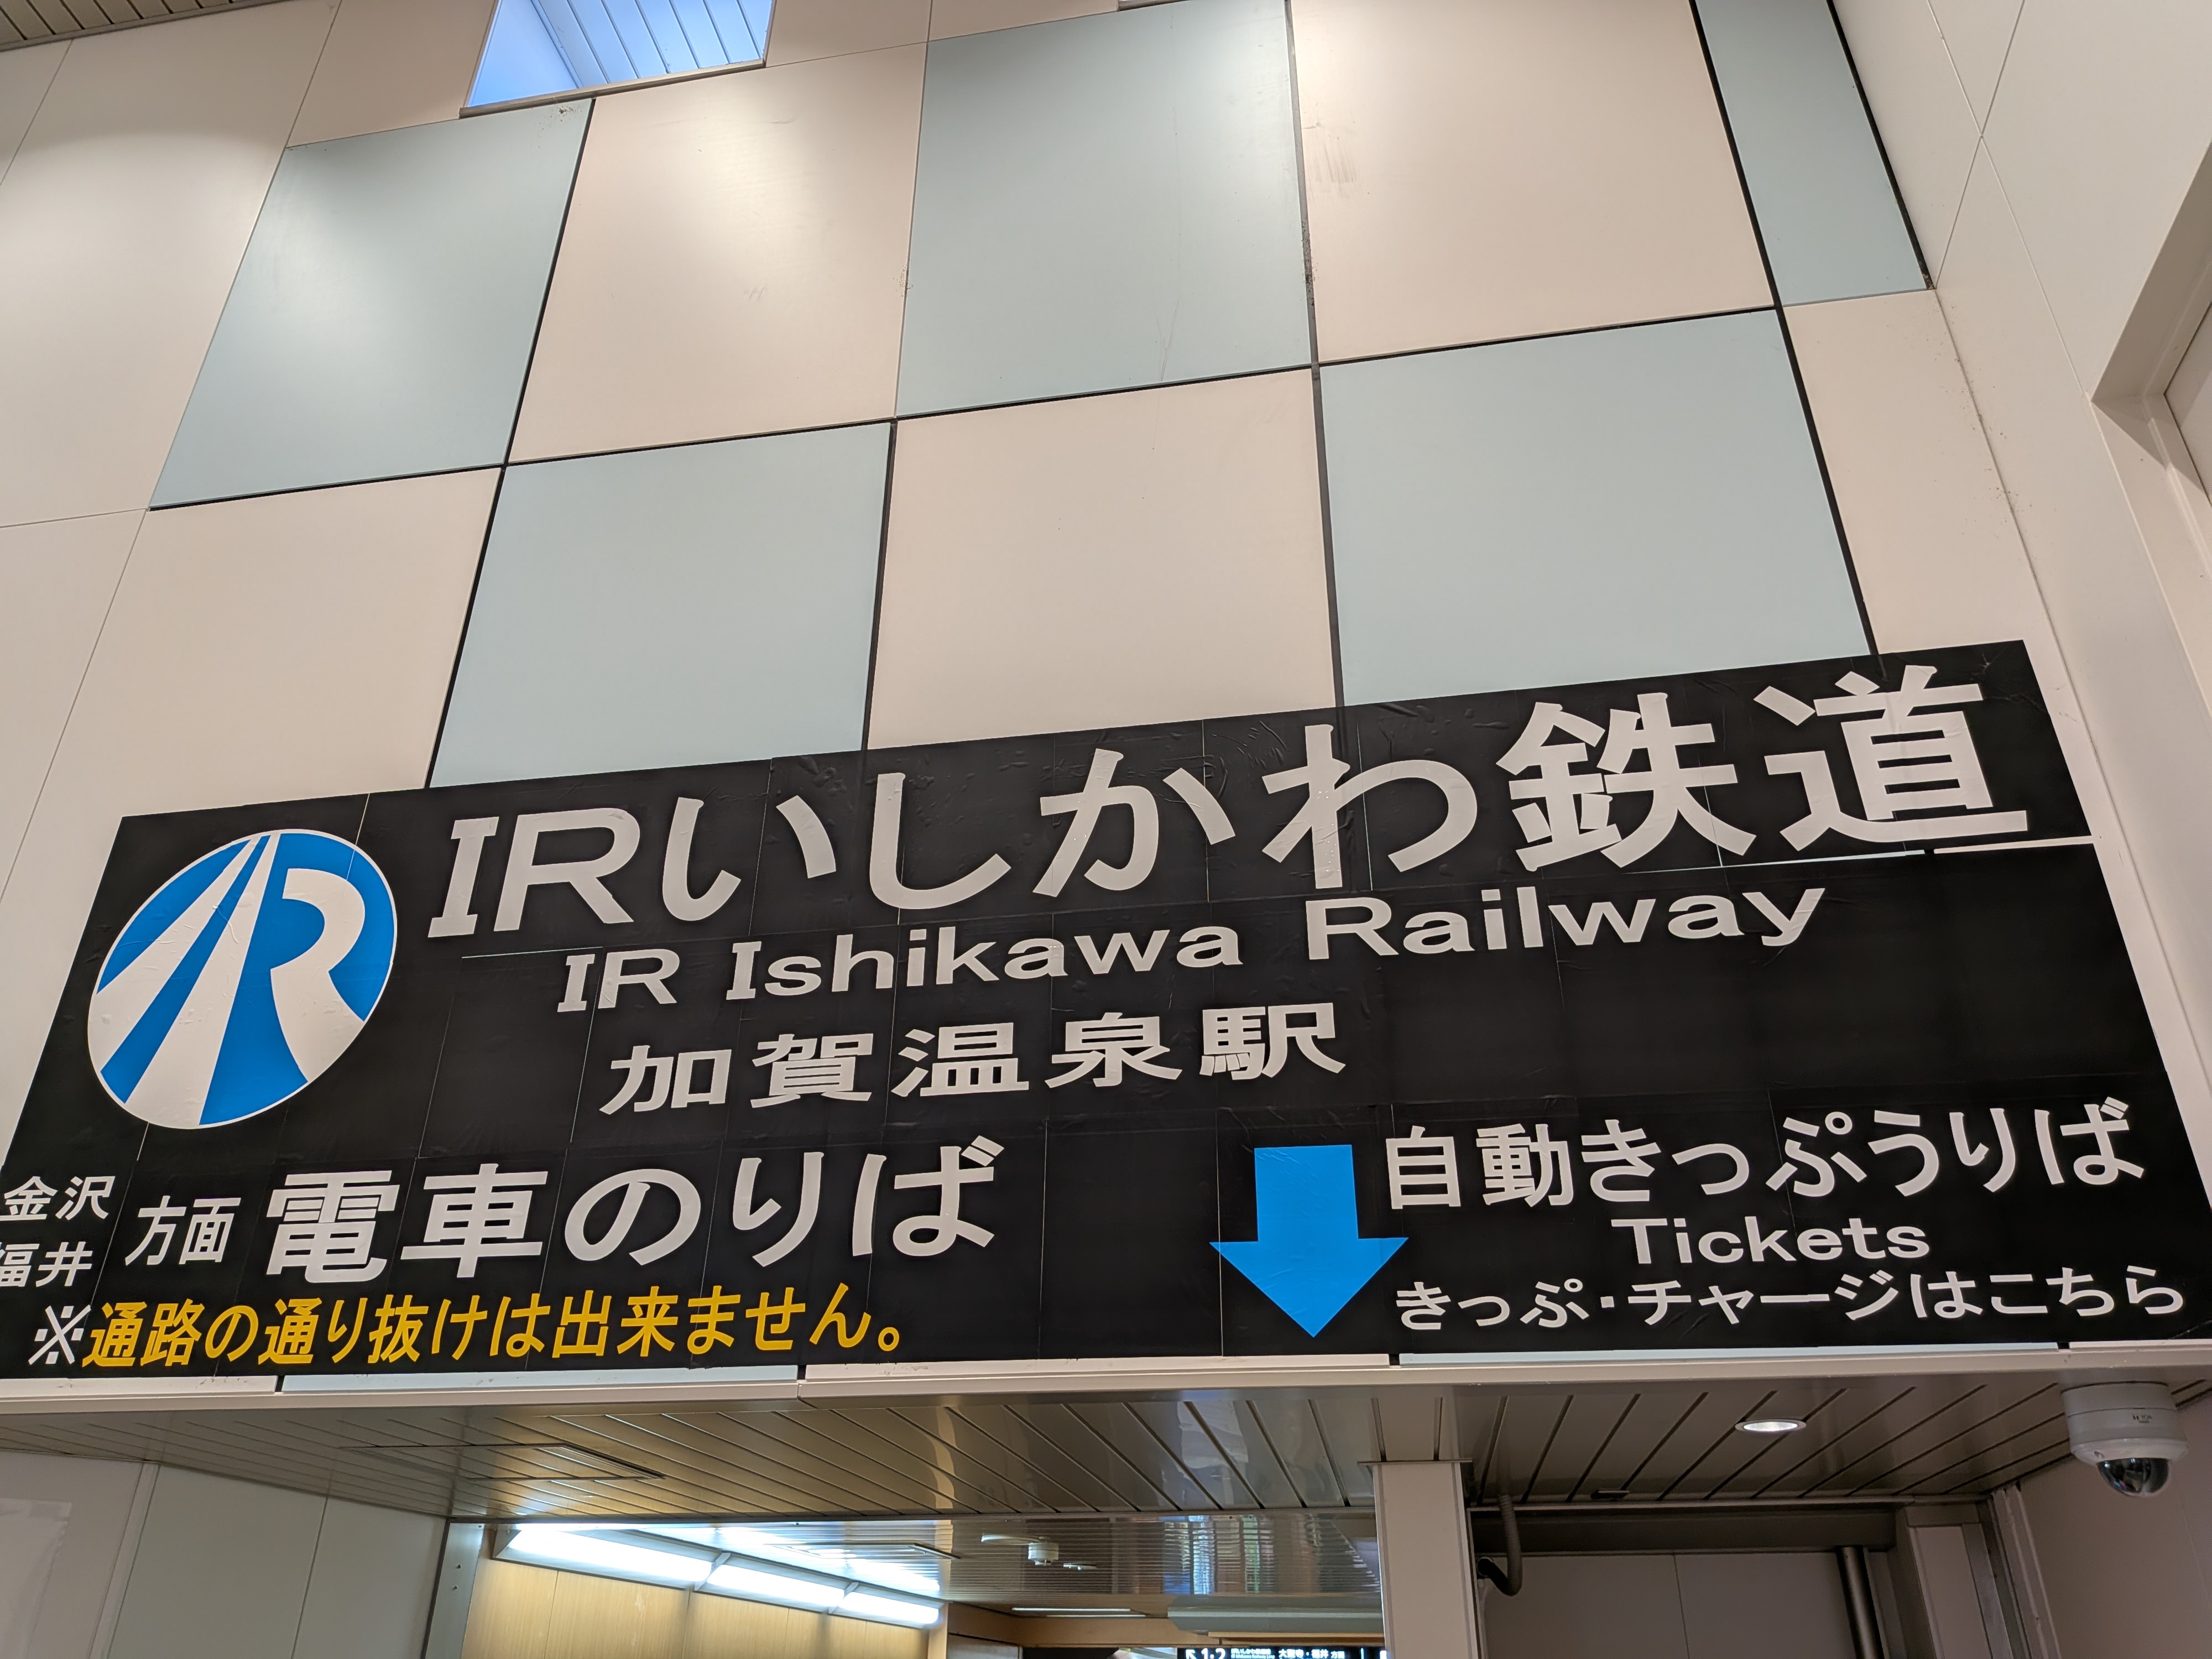 IRいしかわ鉄道
IR Ishikawa Railway
加賀温泉駅
金沢
福井
方面
電車のりば
※通路の通り抜けは出来ません。
自動きっぷうりば
Tickets
きっぷ・チャージはこちら
1・2